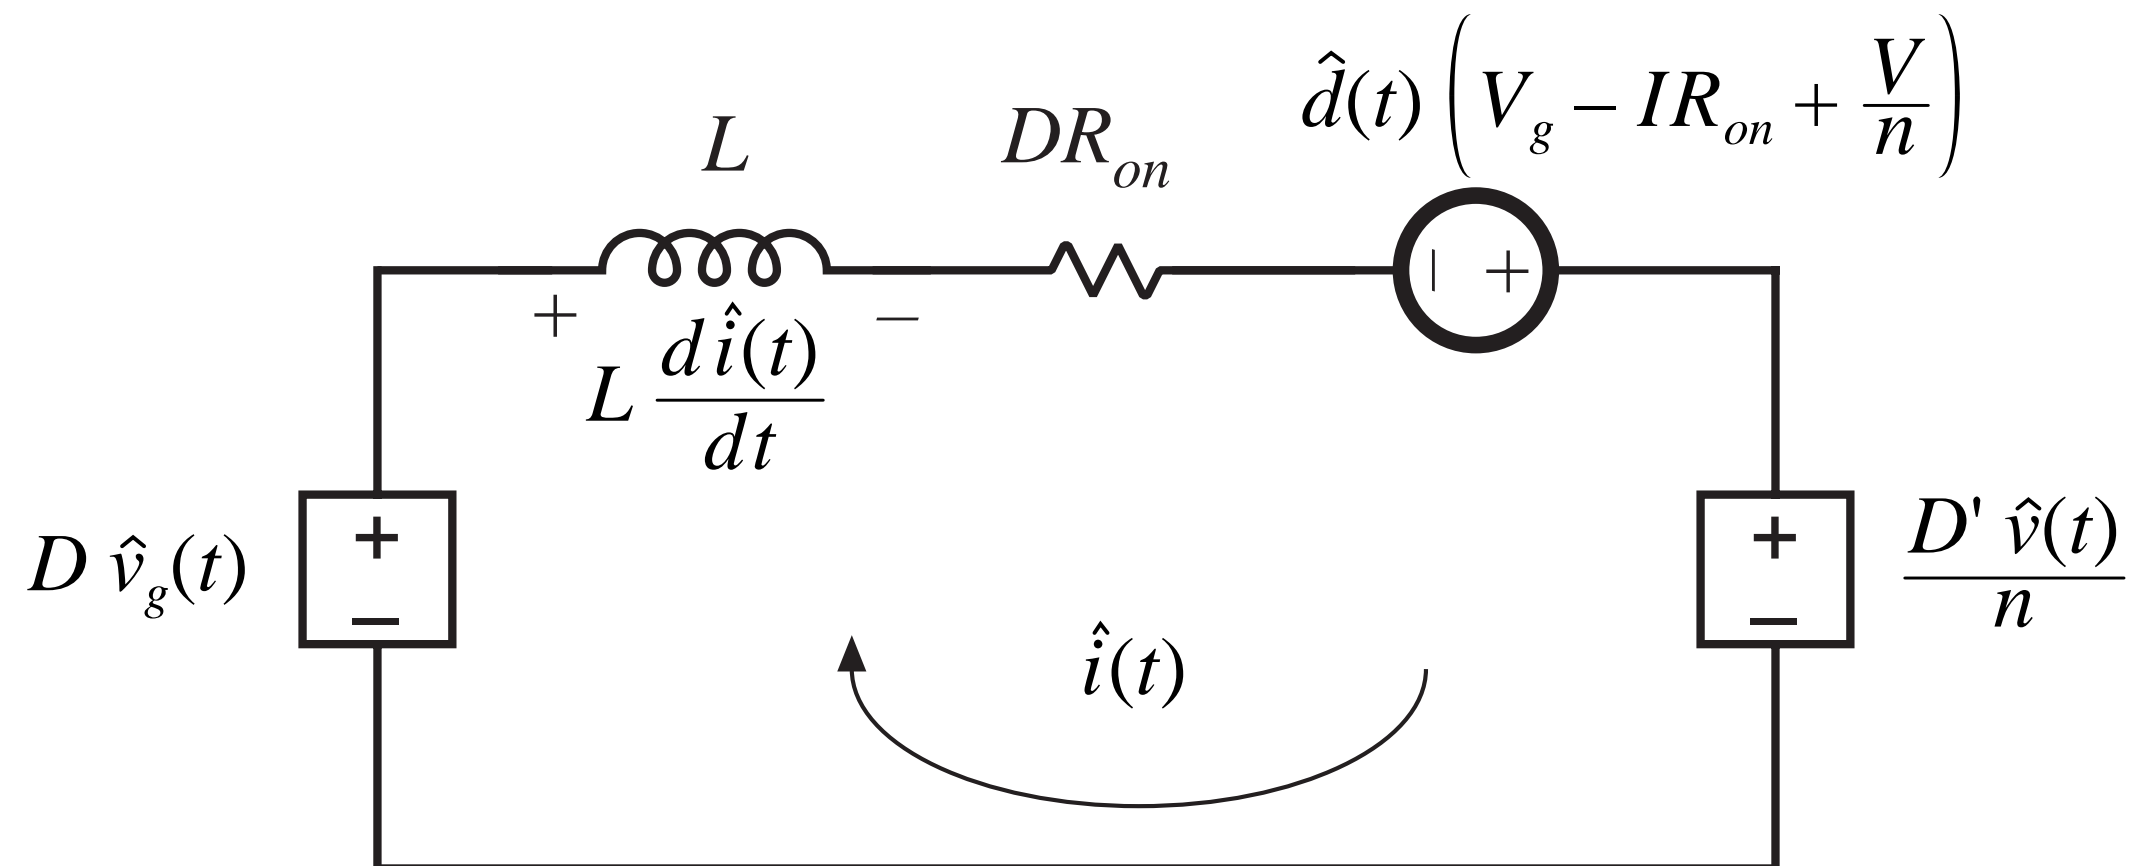 d̂(t) (V_g − IR_on + V/n)
L
DR_on
+ −
L dî(t)/dt
− +
D v̂_g(t)
+
−
î(t)
+
−
D' v̂(t)/n